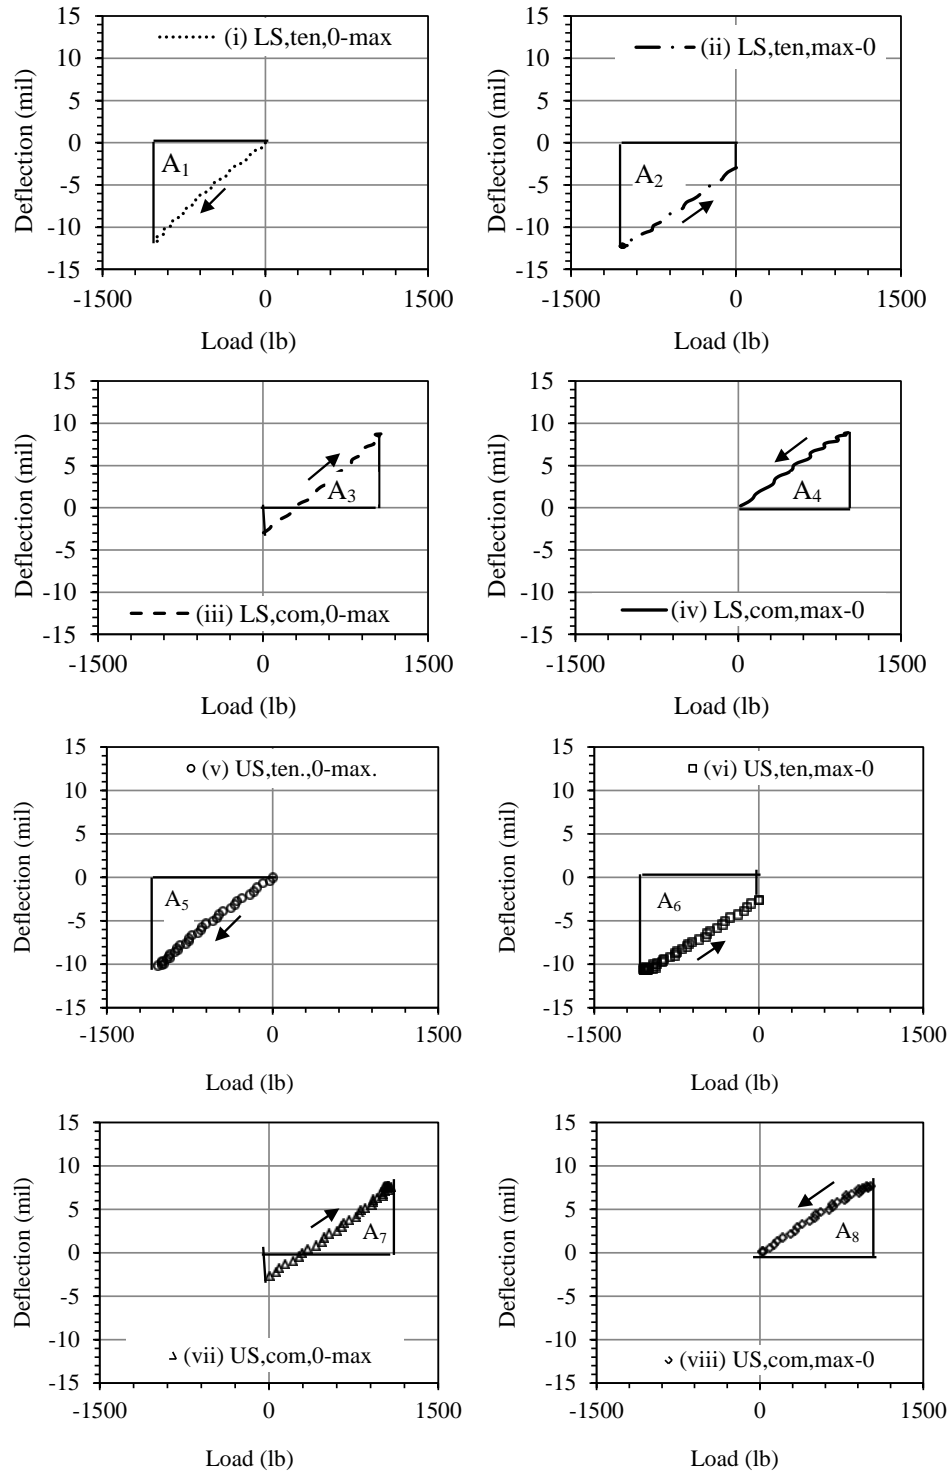 (i) LS,ten,0-max
15
10
5
0
-5
-10
-15
Deflection (mil)
A1
-1500 0 1500
Load (lb)
(ii) LS,ten,max-0
15
10
5
0
-5
-10
-15
Deflection (mil)
A2
-1500 0 1500
Load (lb)
15
10
5
0
-5
-10
-15
Deflection (mil)
A3
(iii) LS,com,0-max
-1500 0 1500
Load (lb)
15
10
5
0
-5
-10
-15
Deflection (mil)
A4
(iv) LS,com,max-0
-1500 0 1500
Load (lb)
(v) US,ten.,0-max.
15
10
5
0
-5
-10
-15
Deflection (mil)
A5
-1500 0 1500
Load (lb)
(vi) US,ten,max-0
15
10
5
0
-5
-10
-15
Deflection (mil)
A6
-1500 0 1500
Load (lb)
15
10
5
0
-5
-10
-15
Deflection (mil)
A7
(vii) US,com,0-max
-1500 0 1500
Load (lb)
15
10
5
0
-5
-10
-15
Deflection (mil)
A8
(viii) US,com,max-0
-1500 0 1500
Load (lb)